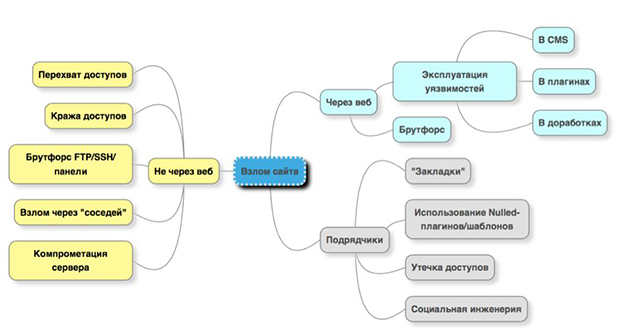 Перехват доступов
Кража доступов
Брутфорс FTP/SSH/
панели
Взлом через "соседей"
Компрометация
сервера
Не через веб
Взлом сайта
Через веб
Эксплуатация
уязвимостей
В CMS
В плагинах
В доработках
Брутфорс
Подрядчики
"Закладки"
Использование Nulled-
плагинов/шаблонов
Утечка доступов
Социальная инженерия